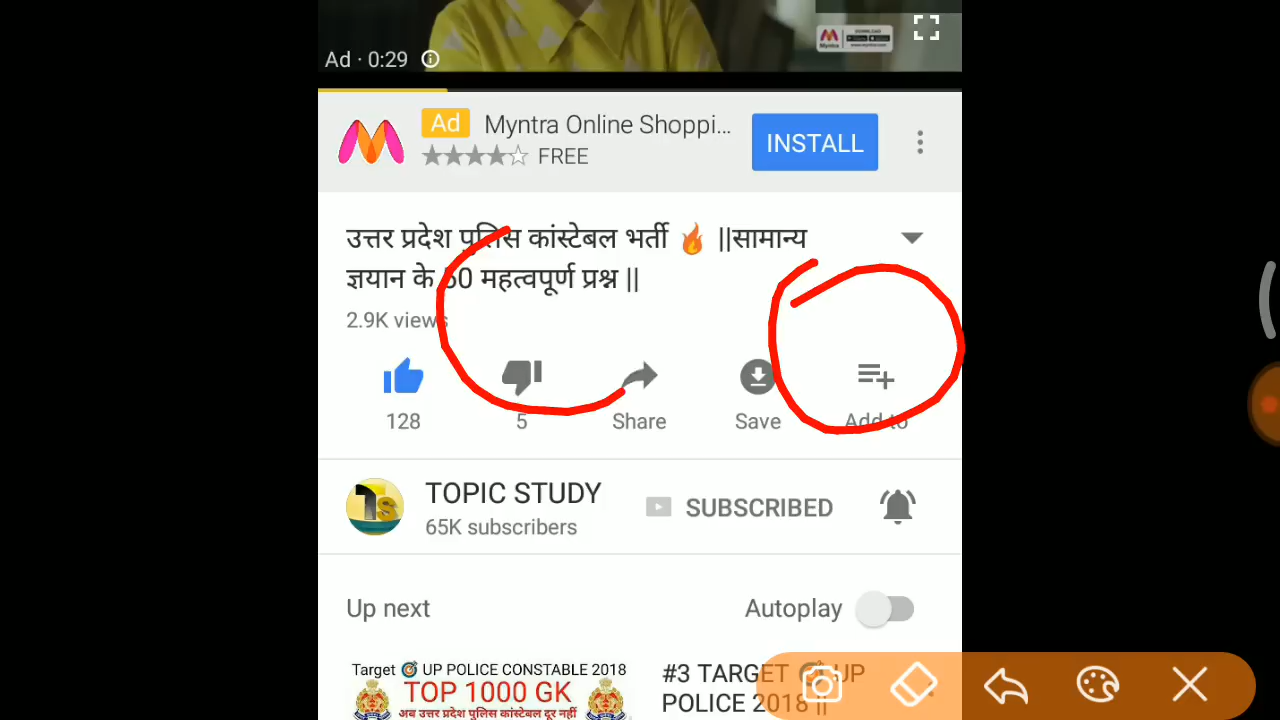 Ad · 0:29
Ad Myntra Online Shoppi...
FREE
INSTALL
उत्तर प्रदेश पुलिस कांस्टेबल भर्ती 🔥 ||सामान्य
ज्ञयान के 50 महत्वपूर्ण प्रश्न ||
2.9K views
128
5
Share
Save
Add to
TOPIC STUDY
65K subscribers
SUBSCRIBED
Up next
Autoplay
Target 🎯 UP POLICE CONSTABLE 2018
TOP 1000 GK
अब उत्तर प्रदेश पुलिस कांस्टेबल दूर नहीं
#3 TARGET 🎯 UP
POLICE 2018 ||